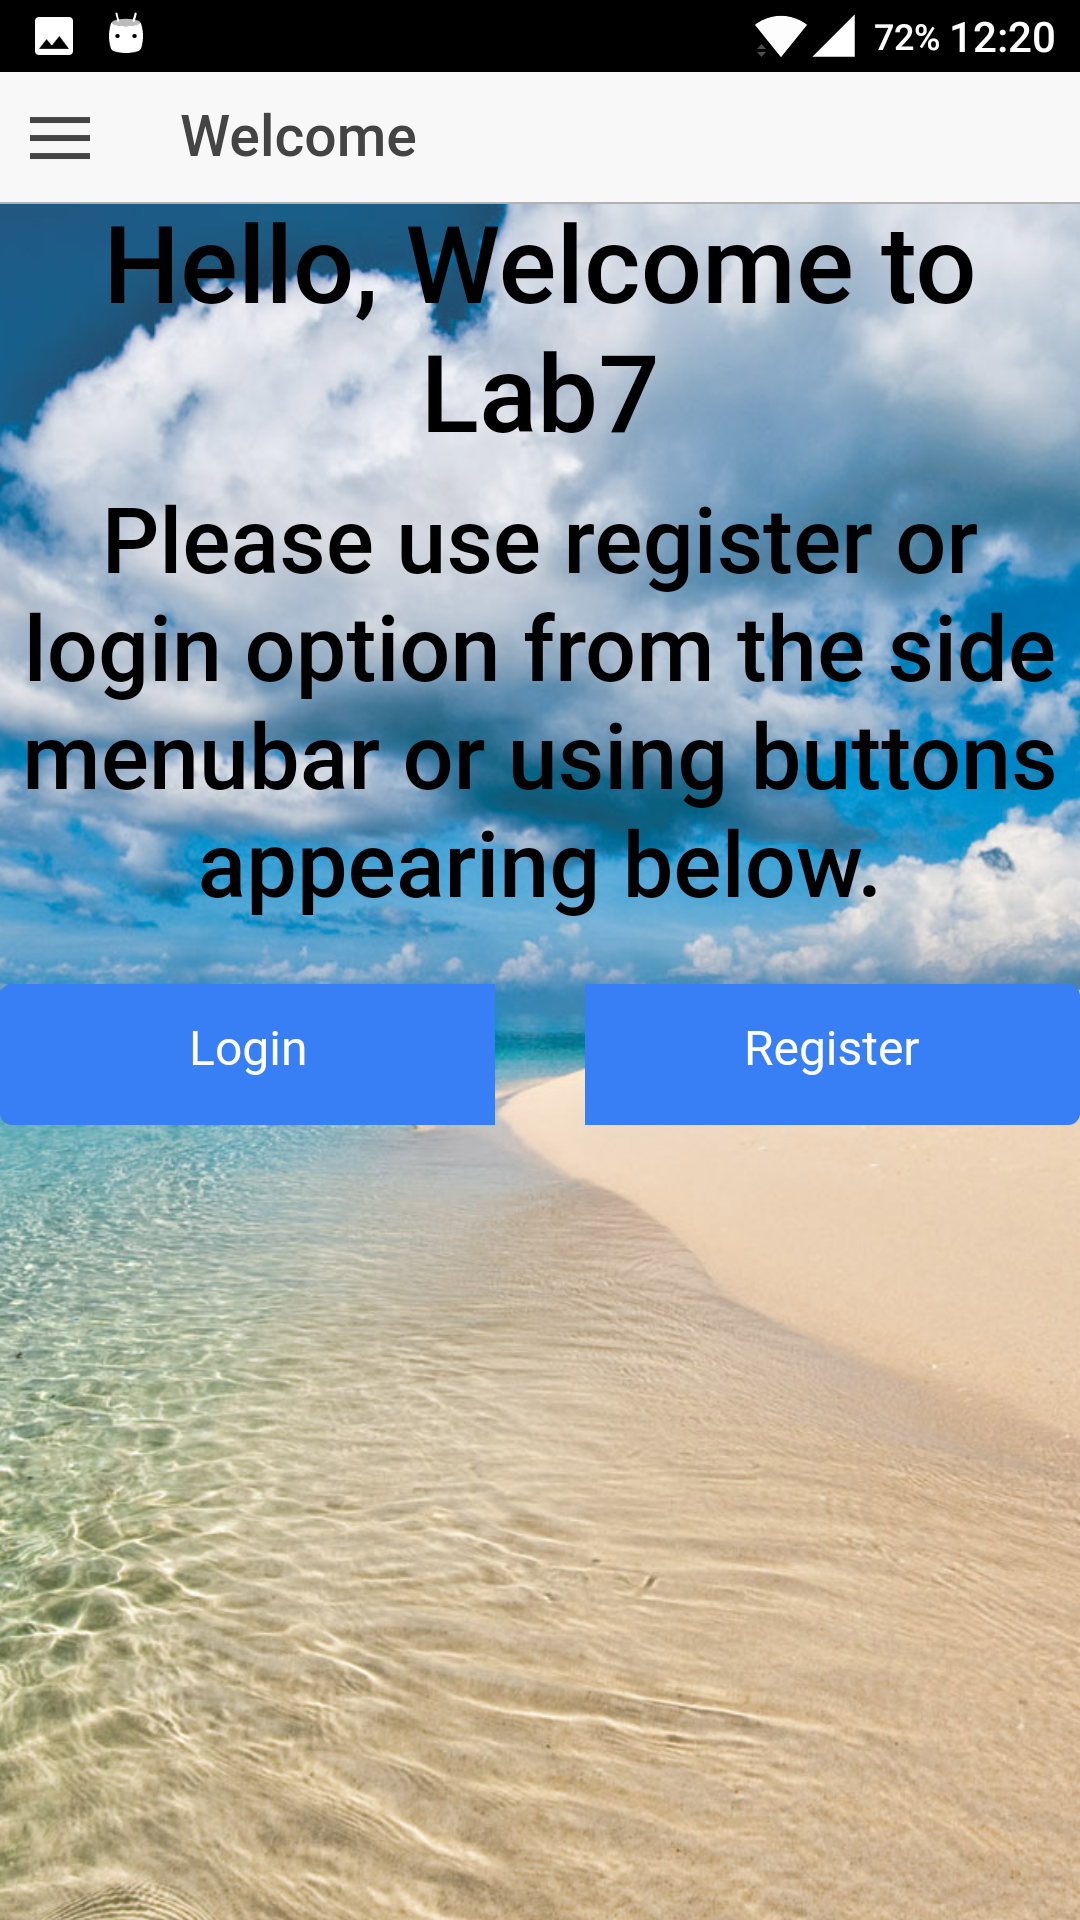 72% 12:20
Welcome
Hello, Welcome to
Lab7
Please use register or
login option from the side
menubar or using buttons
appearing below.
Login
Register